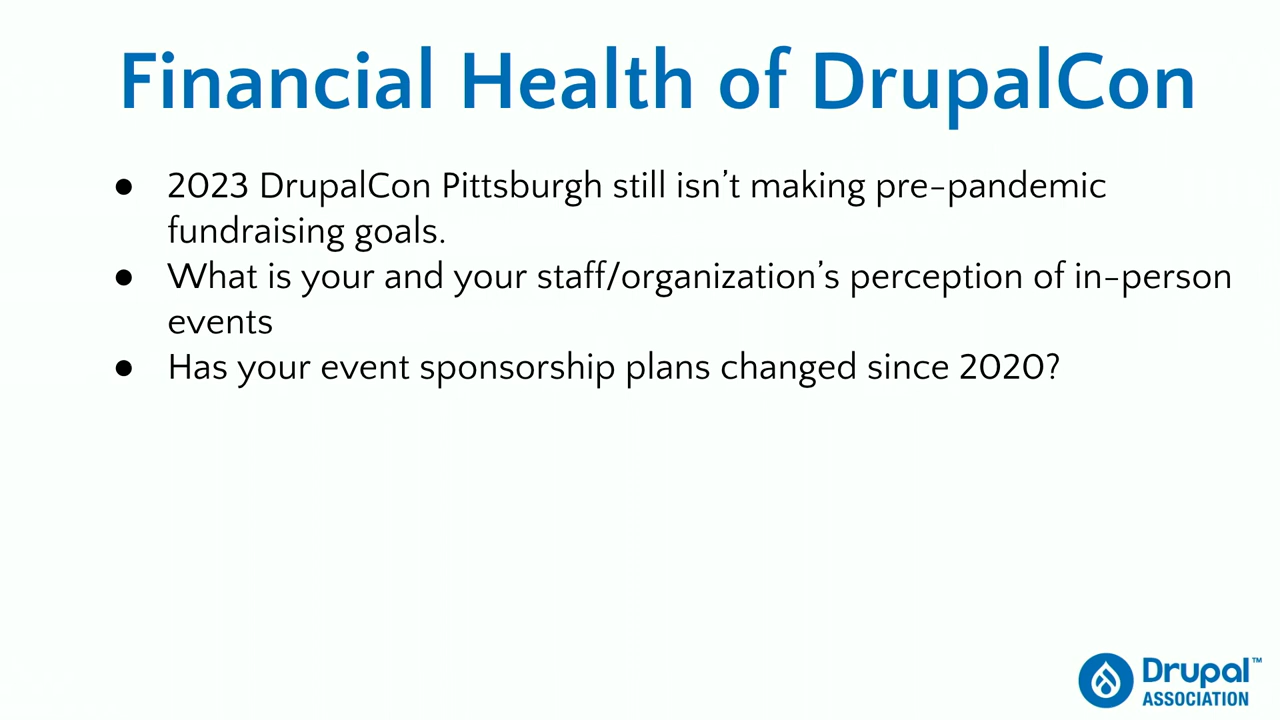 Financial Health of DrupalCon
● 2023 DrupalCon Pittsburgh still isn't making pre-pandemic
fundraising goals.
● What is your and your staff/organization's perception of in-person
events
● Has your event sponsorship plans changed since 2020?
Drupal™
ASSOCIATION